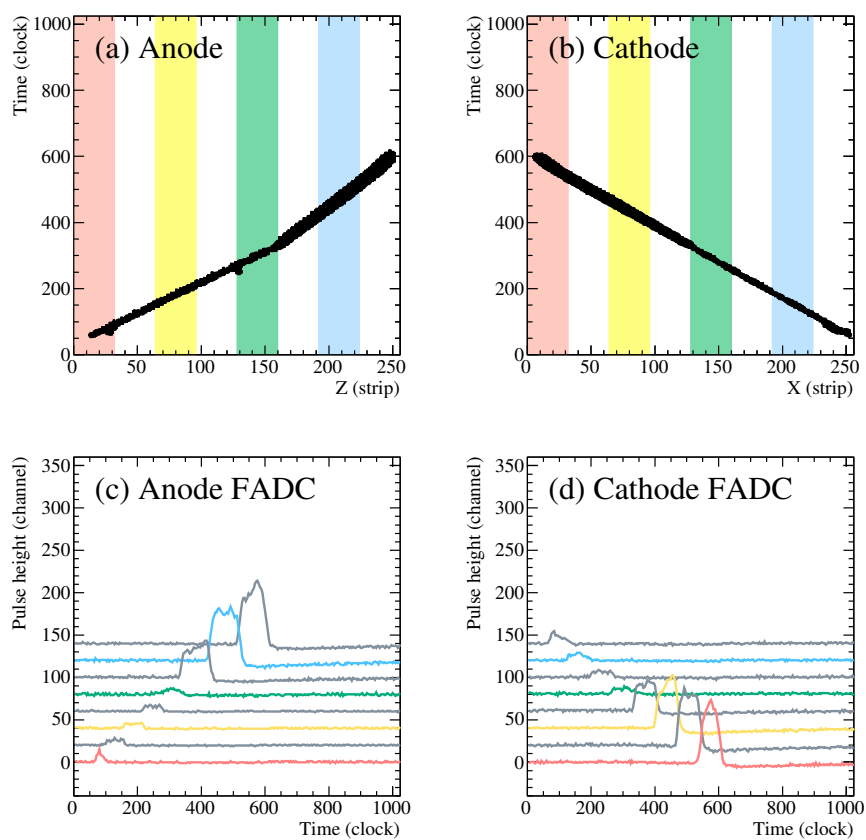 (a) Anode
Time (clock)
1000
800
600
400
200
0
0 50 100 150 200 250
Z (strip)
(b) Cathode
Time (clock)
1000
800
600
400
200
0
0 50 100 150 200 250
X (strip)
(c) Anode FADC
Pulse height (channel)
350
300
250
200
150
100
50
0
0 200 400 600 800 1000
Time (clock)
(d) Cathode FADC
Pulse height (channel)
350
300
250
200
150
100
50
0
0 200 400 600 800 1000
Time (clock)